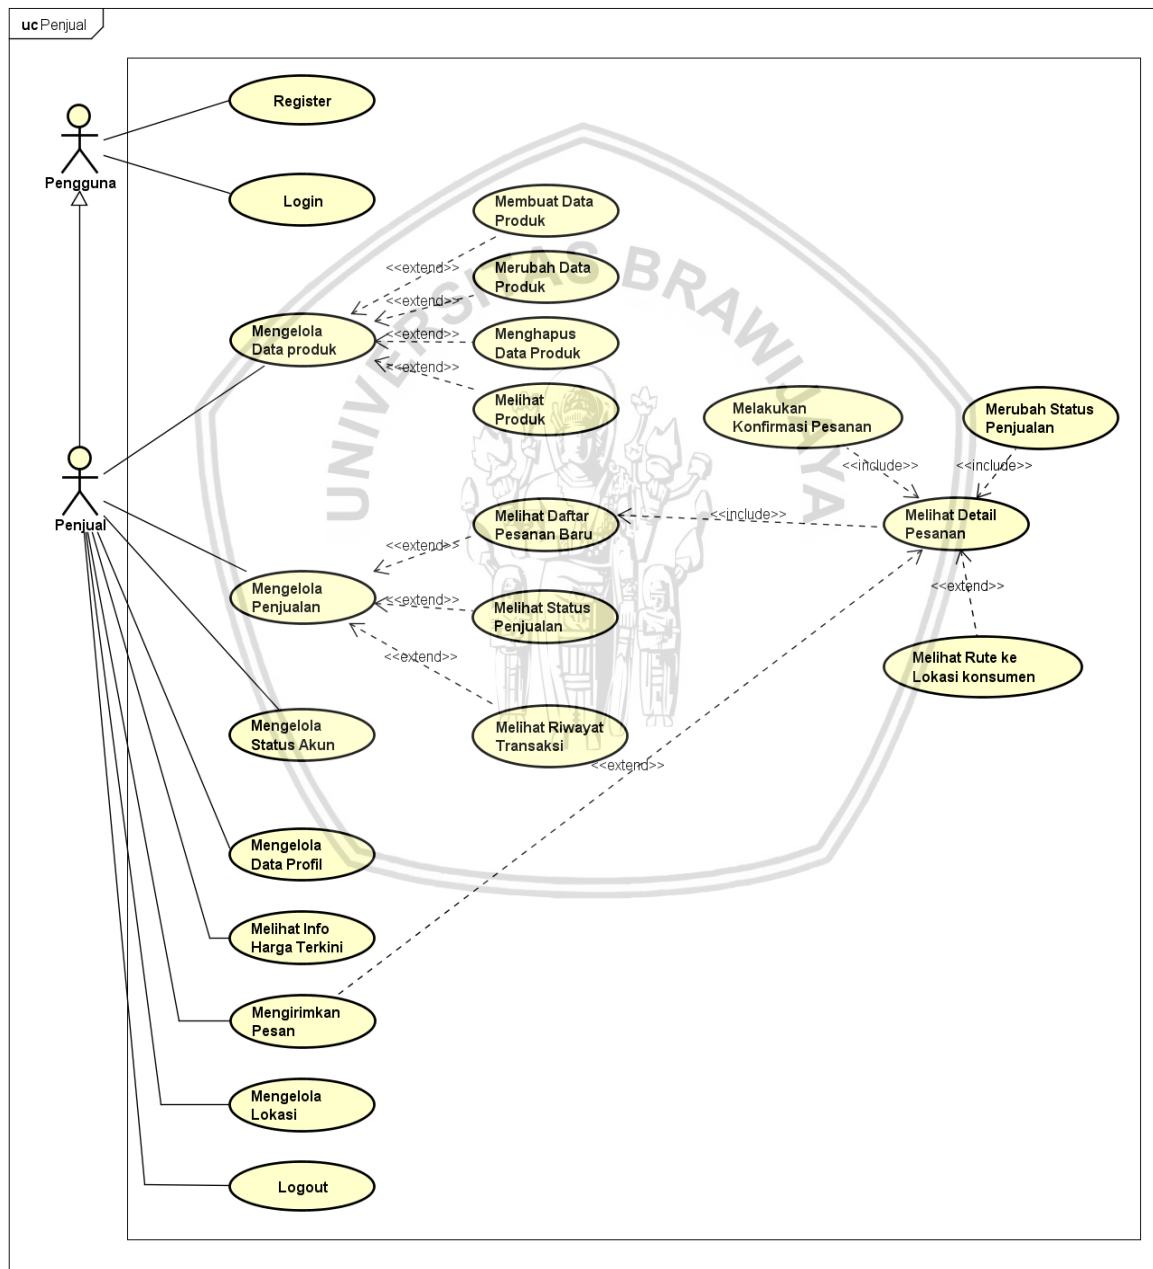 uc Penjual
Register
Pengguna
Login
Membuat Data
Produk
<<extend>>
Merubah Data
Produk
<<extend>>
Mengelola
Data produk
<<extend>>
Menghapus
Data Produk
<<extend>>
Melihat
Produk
Melakukan
Konfirmasi Pesanan
Merubah Status
Penjualan
<<include>>
<<include>>
Penjual
Melihat Daftar
Pesanan Baru
<<include>>
Melihat Detail
Pesanan
<<extend>>
Mengelola
Penjualan
<<extend>>
Melihat Status
Penjualan
<<extend>>
<<extend>>
Melihat Rute ke
Lokasi konsumen
Mengelola
Status Akun
Melihat Riwayat
Transaksi
<<extend>>
Mengelola
Data Profil
Melihat Info
Harga Terkini
Mengirimkan
Pesan
Mengelola
Lokasi
Logout
UNIVERSITAS BRAWIJAYA